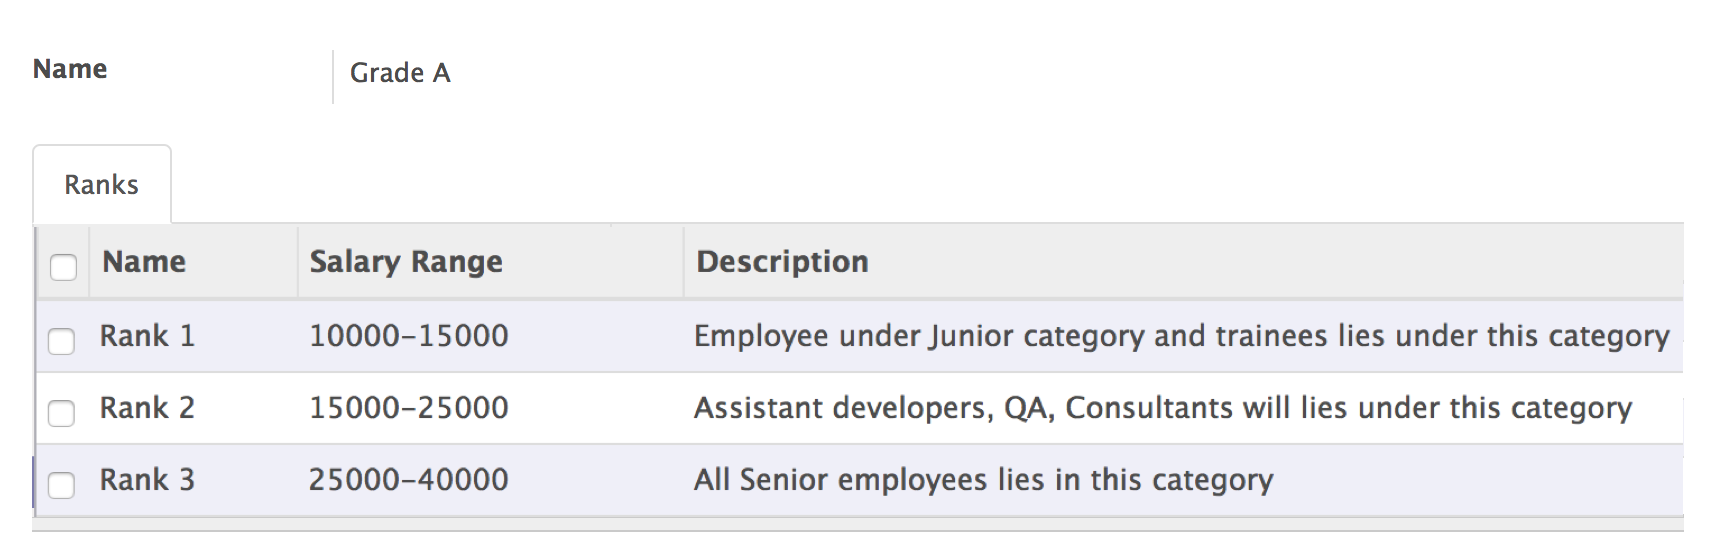 Name Grade A
Ranks
Name Salary Range Description
Rank 1 10000–15000 Employee under Junior category and trainees lies under this category
Rank 2 15000–25000 Assistant developers, QA, Consultants will lies under this category
Rank 3 25000–40000 All Senior employees lies in this category